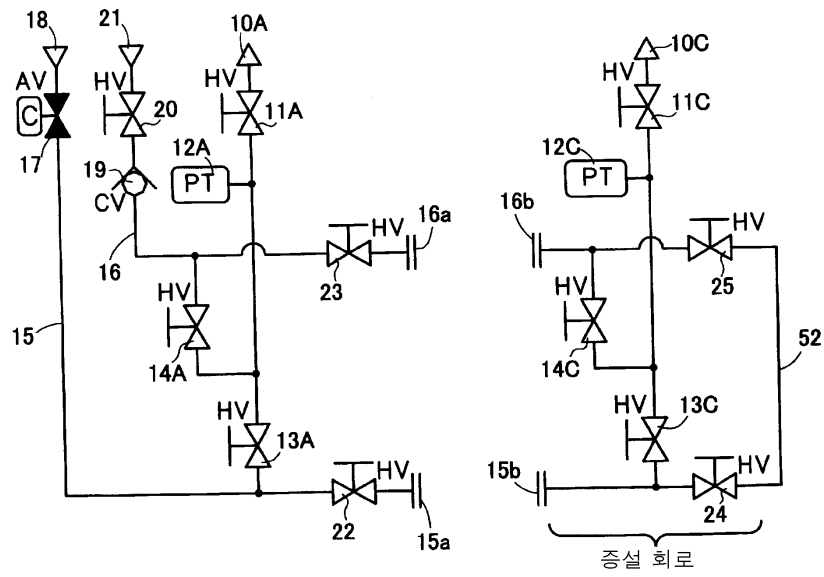 18
21
10A
10C
AV
HV
HV
HV
C
20
11A
11C
17
12A
12C
19
PT
PT
CV
16a
16b
HV
HV
16
23
25
HV
HV
15
14A
14C
52
HV
13A
HV
13C
HV
15b
HV
22
15a
24
증설 회로